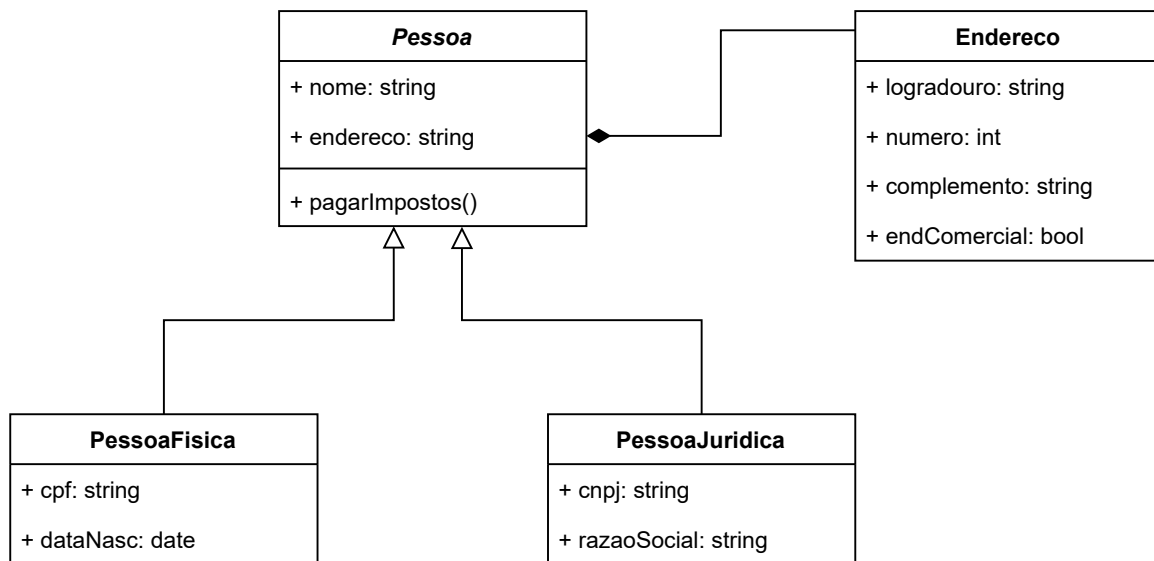 Pessoa
+ nome: string
+ endereco: string
+ pagarImpostos()
Endereco
+ logradouro: string
+ numero: int
+ complemento: string
+ endComercial: bool
PessoaFisica
+ cpf: string
+ dataNasc: date
PessoaJuridica
+ cnpj: string
+ razaoSocial: string